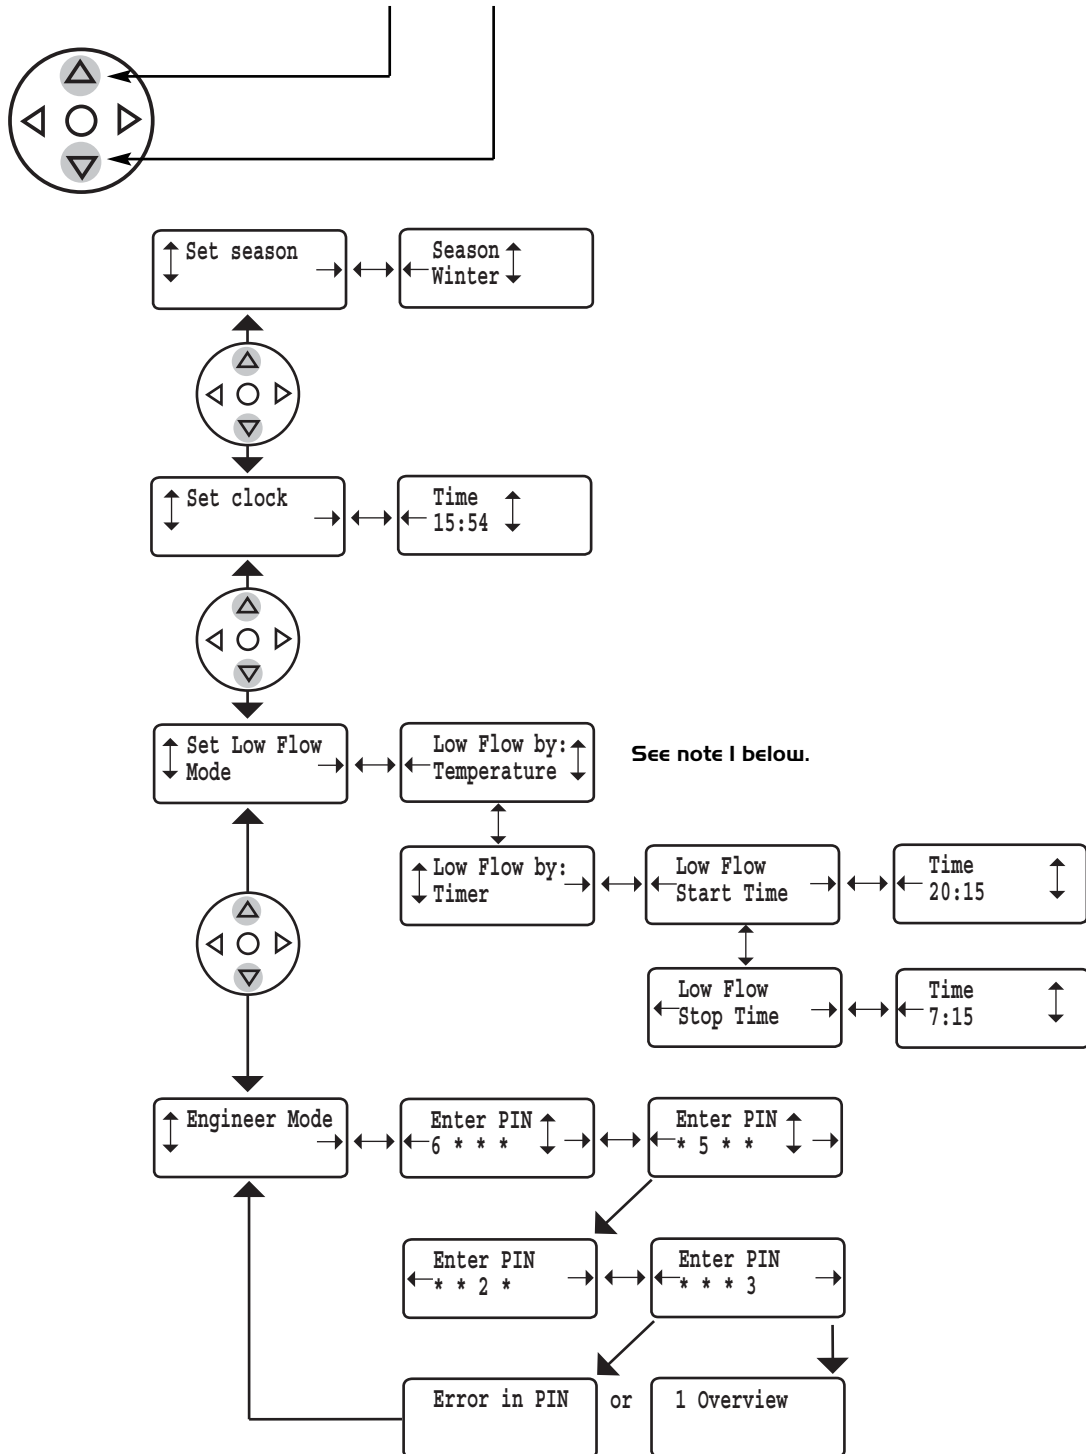 Set season
Season
Winter
Set clock
Time
15:54
Set Low Flow
Mode
Low Flow by:
Temperature
See note 1 below.
Low Flow by:
Timer
Low Flow
Start Time
Time
20:15
Low Flow
Stop Time
Time
7:15
Engineer Mode
Enter PIN
6 * * *
Enter PIN
* 5 * *
Enter PIN
* * 2 *
Enter PIN
* * * 3
Error in PIN
or
1 Overview